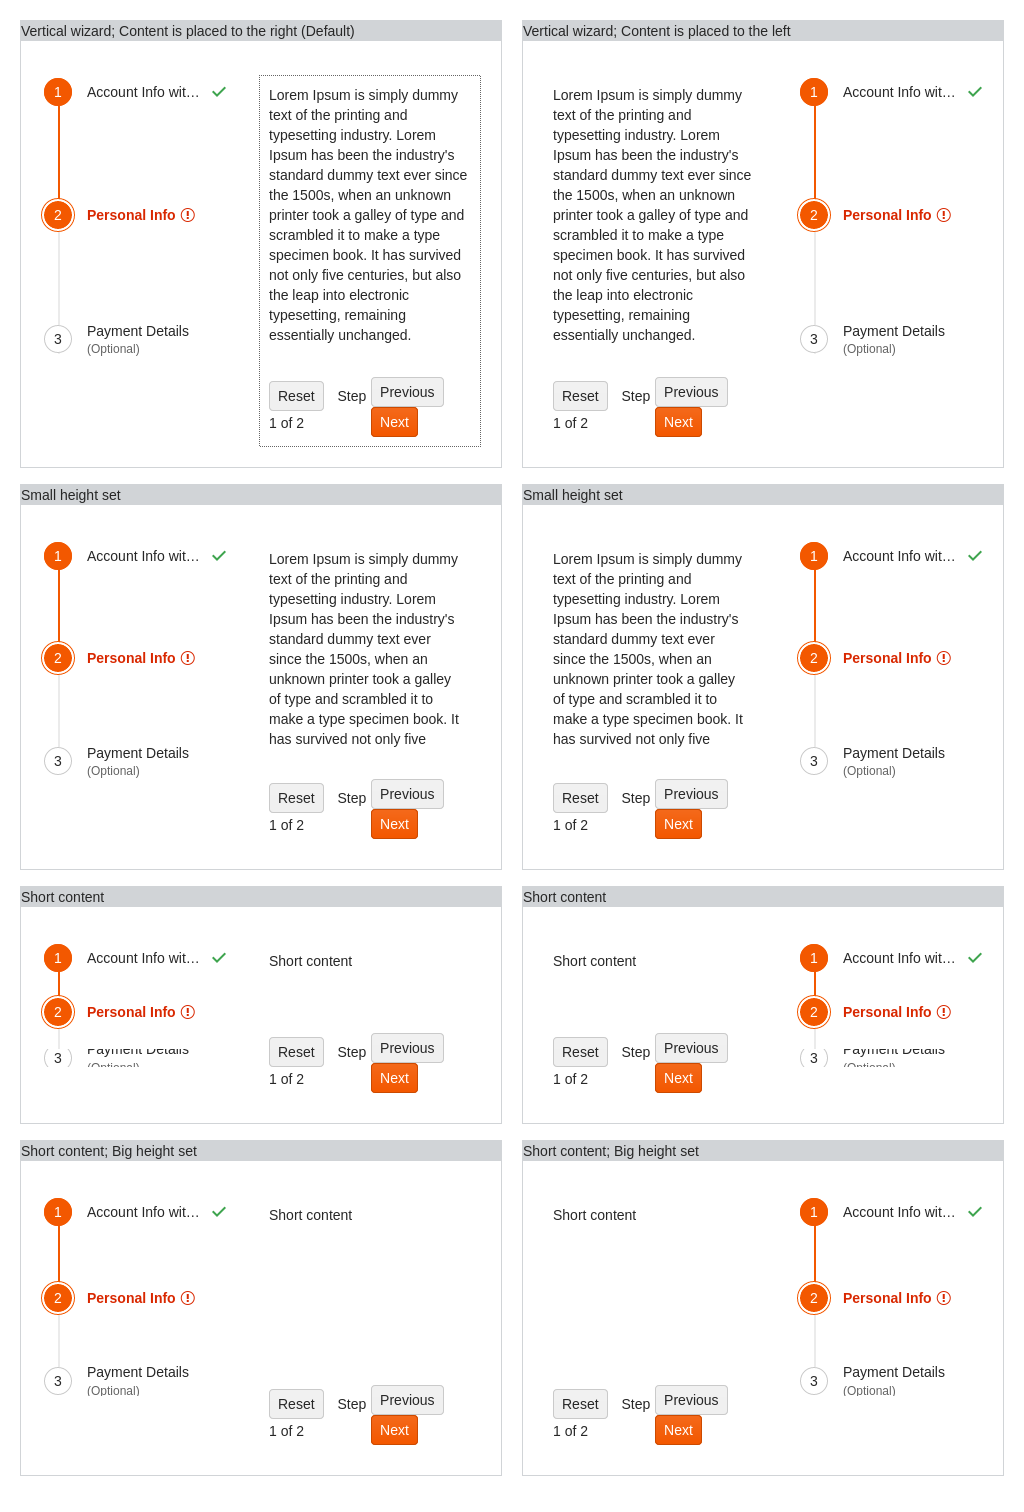 Vertical wizard; Content is placed to the right (Default)
1 Account Info wit...
2 Personal Info
3 Payment Details
(Optional)
Lorem Ipsum is simply dummy
text of the printing and
typesetting industry. Lorem
Ipsum has been the industry's
standard dummy text ever since
the 1500s, when an unknown
printer took a galley of type and
scrambled it to make a type
specimen book. It has survived
not only five centuries, but also
the leap into electronic
typesetting, remaining
essentially unchanged.
Reset Step Previous
1 of 2 Next
Vertical wizard; Content is placed to the left
Lorem Ipsum is simply dummy
text of the printing and
typesetting industry. Lorem
Ipsum has been the industry's
standard dummy text ever since
the 1500s, when an unknown
printer took a galley of type and
scrambled it to make a type
specimen book. It has survived
not only five centuries, but also
the leap into electronic
typesetting, remaining
essentially unchanged.
Reset Step Previous
1 of 2 Next
1 Account Info wit...
2 Personal Info
3 Payment Details
(Optional)
Small height set
1 Account Info wit...
2 Personal Info
3 Payment Details
(Optional)
Lorem Ipsum is simply dummy
text of the printing and
typesetting industry. Lorem
Ipsum has been the industry's
standard dummy text ever
since the 1500s, when an
unknown printer took a galley
of type and scrambled it to
make a type specimen book. It
has survived not only five
Reset Step Previous
1 of 2 Next
Small height set
Lorem Ipsum is simply dummy
text of the printing and
typesetting industry. Lorem
Ipsum has been the industry's
standard dummy text ever
since the 1500s, when an
unknown printer took a galley
of type and scrambled it to
make a type specimen book. It
has survived not only five
Reset Step Previous
1 of 2 Next
1 Account Info wit...
2 Personal Info
3 Payment Details
(Optional)
Short content
1 Account Info wit...
2 Personal Info
3 Payment Details
(Optional)
Short content
Reset Step Previous
1 of 2 Next
Short content
Short content
Reset Step Previous
1 of 2 Next
1 Account Info wit...
2 Personal Info
3 Payment Details
(Optional)
Short content; Big height set
1 Account Info wit...
2 Personal Info
3 Payment Details
(Optional)
Short content
Reset Step Previous
1 of 2 Next
Short content; Big height set
Short content
Reset Step Previous
1 of 2 Next
1 Account Info wit...
2 Personal Info
3 Payment Details
(Optional)